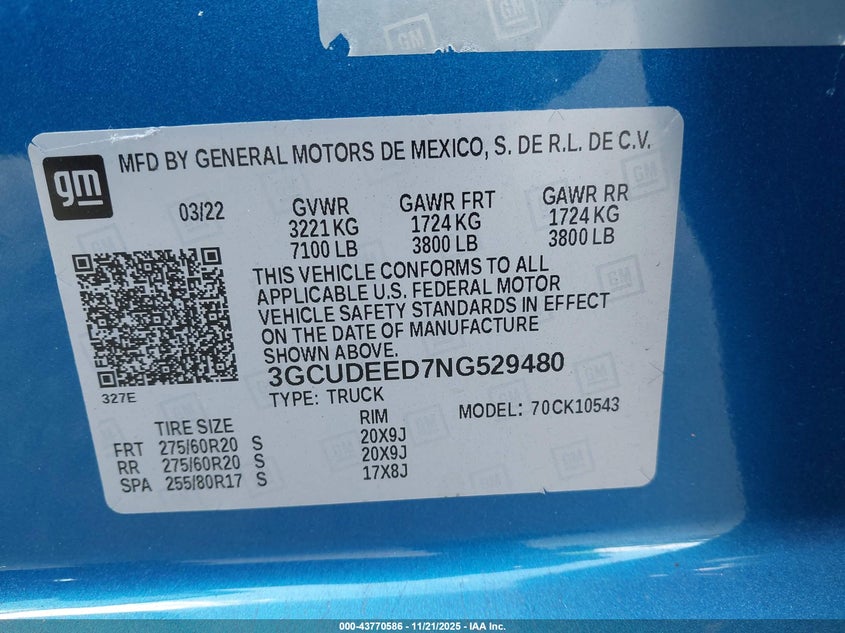 gm
MFD BY GENERAL MOTORS DE MEXICO, S. DE R.L. DE C.V.
03/22 GVWR GAWR FRT GAWR RR
3221 KG 1724 KG 1724 KG
7100 LB 3800 LB 3800 LB
THIS VEHICLE CONFORMS TO ALL
APPLICABLE U.S. FEDERAL MOTOR
VEHICLE SAFETY STANDARDS IN EFFECT
ON THE DATE OF MANUFACTURE
SHOWN ABOVE.
3GCUDEED7NG529480
327E
TYPE: TRUCK
MODEL: 70CK10543
TIRE SIZE RIM
FRT 275/60R20 S 20X9J
RR 275/60R20 S 20X9J
SPA 255/80R17 S 17X8J
000-43770586 - 11/21/2025 - IAA Inc.